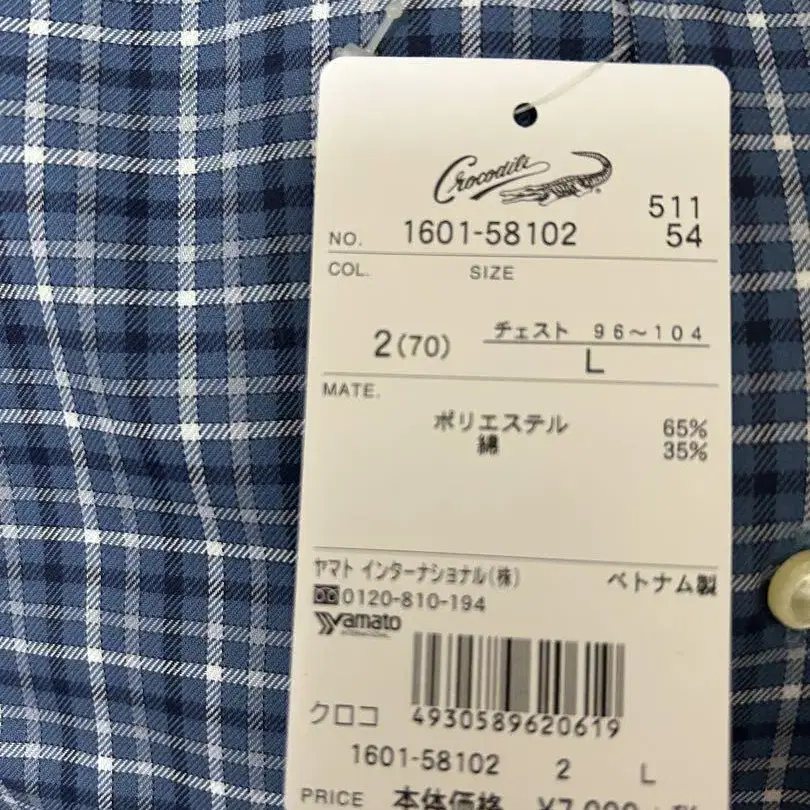 Crocodile
511
NO. 1601-58102 54
COL. SIZE
2(70) チェスト 96~104
L
MATE.
ポリエステル 65%
綿 35%
ヤマト インターナショナル(株) ベトナム製
0120-810-194
Yamato
INTERNATIONAL
クロコ 4930589620619
1601-58102 2 L
PRICE 本体価格